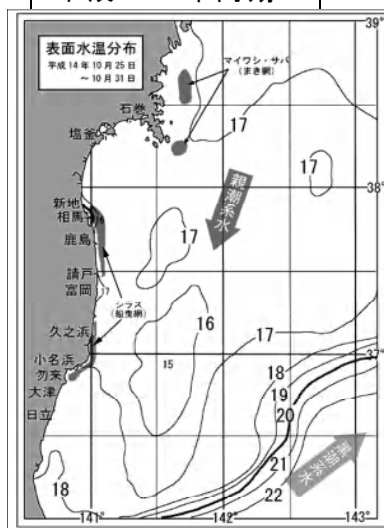 表面水温分布
平成14年10月25日
～10月31日
マイワシ・サバ
（まき網）
39°
石巻
塩釜
17
38°
17
親潮系水
新地
相馬
鹿島
17
請戸
富岡
17
シラス
（船曳網）
16
17
久之浜
37°
小名浜
15
勿来
18
大津
19
日立
20
黒潮系水
21
18
22
141°
142°
143°